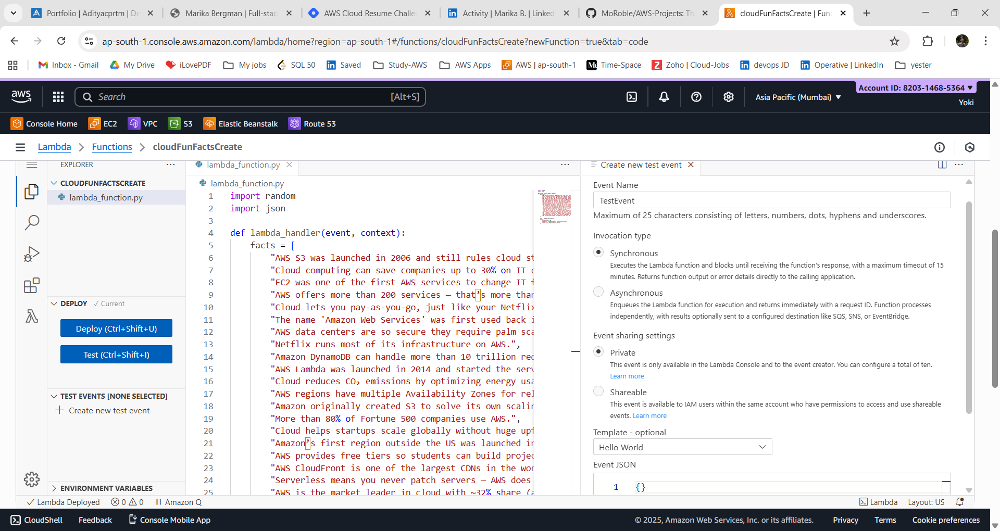 Portfolio | Adityacprtm | De
Marika Bergman | Full-stac
AWS Cloud Resume Challe
Activity | Marika B. | Linked
MoRoble/AWS-Projects: Th
cloudFunFactsCreate | Func
ap-south-1.console.aws.amazon.com/lambda/home?region=ap-south-1#/functions/cloudFunFactsCreate?newFunction=true&tab=code
Inbox - Gmail
My Drive
iLovePDF
My jobs
SQL 50
Saved
Study-AWS
AWS Apps
AWS | ap-south-1
Time-Space
Zoho | Cloud-Jobs
devops JD
Operative | LinkedIn
yester
aws
Search
[Alt+S]
Asia Pacific (Mumbai)
Account ID: 8203-1468-5364
Yoki
Console Home
EC2
VPC
S3
Elastic Beanstalk
Route 53
Lambda
Functions
cloudFunFactsCreate
EXPLORER
CLOUDFUNFACTSCREATE
lambda_function.py
DEPLOY
Current
Deploy (Ctrl+Shift+U)
Test (Ctrl+Shift+I)
TEST EVENTS [NONE SELECTED]
Create new test event
ENVIRONMENT VARIABLES
lambda_function.py
lambda_function.py
1 import random
2 import json
3
4 def lambda_handler(event, context):
5 facts = [
6 "AWS S3 was launched in 2006 and still rules cloud st
7 "Cloud computing can save companies up to 30% on IT c
8 "EC2 was one of the first AWS services to change IT f
9 "AWS offers more than 200 services — that’s more than
10 "Cloud lets you pay-as-you-go, just like your Netflix
11 "The name 'Amazon Web Services' was first used back i
12 "AWS data centers are so secure they require palm sca
13 "Netflix runs most of its infrastructure on AWS.",
14 "Amazon DynamoDB can handle more than 10 trillion req
15 "AWS Lambda was launched in 2014 and started the serv
16 "Cloud reduces CO₂ emissions by optimizing energy usa
17 "AWS regions have multiple Availability Zones for rel
18 "Amazon originally created S3 to solve its own scalin
19 "More than 80% of Fortune 500 companies use AWS.",
20 "Cloud helps startups scale globally without huge upf
21 "Amazon’s first region outside the US was launched in
22 "AWS provides free tiers so students can build projec
23 "AWS CloudFront is one of the largest CDNs in the wor
24 "Serverless means you never patch servers — AWS does
25 "AWS is the market leader in cloud with ~32% share (a
Create new test event
Event Name
TestEvent
Maximum of 25 characters consisting of letters, numbers, dots, hyphens and underscores.
Invocation type
Synchronous
Executes the Lambda function and blocks until receiving the function's response, with a maximum timeout of 15
minutes. Returns function output or error details directly to the calling application.
Asynchronous
Enqueues the Lambda function for execution and returns immediately with a request ID. Function processes
independently, with results optionally sent to a configured destination like SQS, SNS, or EventBridge.
Event sharing settings
Private
This event is only available in the Lambda Console and to the event creator. You can configure a total of ten.
Learn more
Shareable
This event is available to IAM users within the same account who have permissions to access and use shareable
events. Learn more
Template - optional
Hello World
Event JSON
1 {}
Lambda Deployed
0 0
Amazon Q
Lambda
Layout: US
CloudShell
Feedback
Console Mobile App
© 2025, Amazon Web Services, Inc. or its affiliates.
Privacy
Terms
Cookie preferences